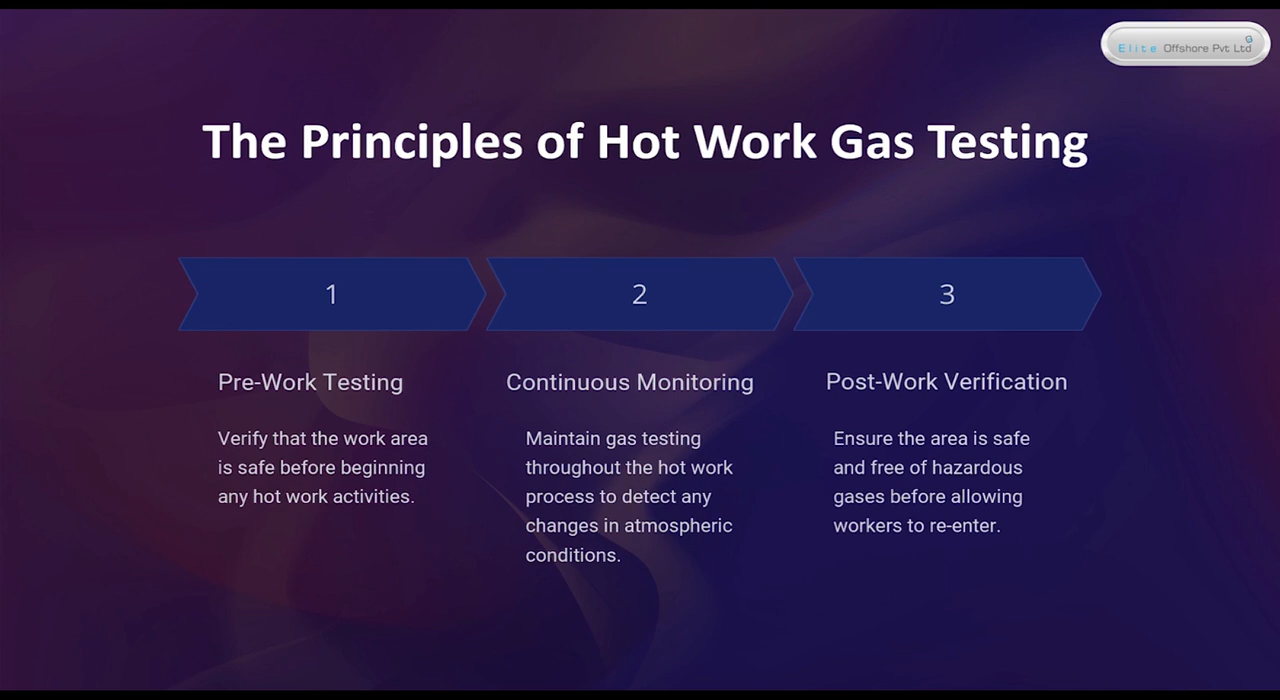 Elite Offshore Pvt Ltd
The Principles of Hot Work Gas Testing
1
2
3
Pre-Work Testing
Verify that the work area
is safe before beginning
any hot work activities.
Continuous Monitoring
Maintain gas testing
throughout the hot work
process to detect any
changes in atmospheric
conditions.
Post-Work Verification
Ensure the area is safe
and free of hazardous
gases before allowing
workers to re-enter.